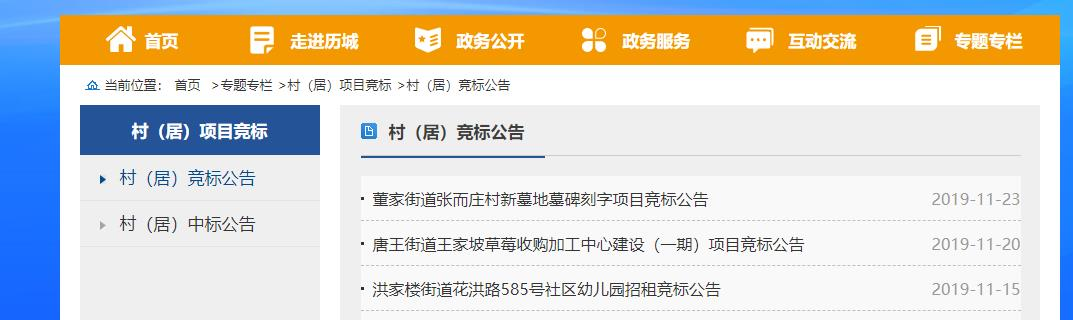 首页 走进历城 政务公开 政务服务 互动交流 专题专栏
当前位置： 首页 >专题专栏 >村（居）项目竞标 >村（居）竞标公告
村（居）项目竞标
村（居）竞标公告
村（居）中标公告
村（居）竞标公告
董家街道张而庄村新墓地墓碑刻字项目竞标公告 2019-11-23
唐王街道王家坡草莓收购加工中心建设（一期）项目竞标公告 2019-11-20
洪家楼街道花洪路585号社区幼儿园招租竞标公告 2019-11-15